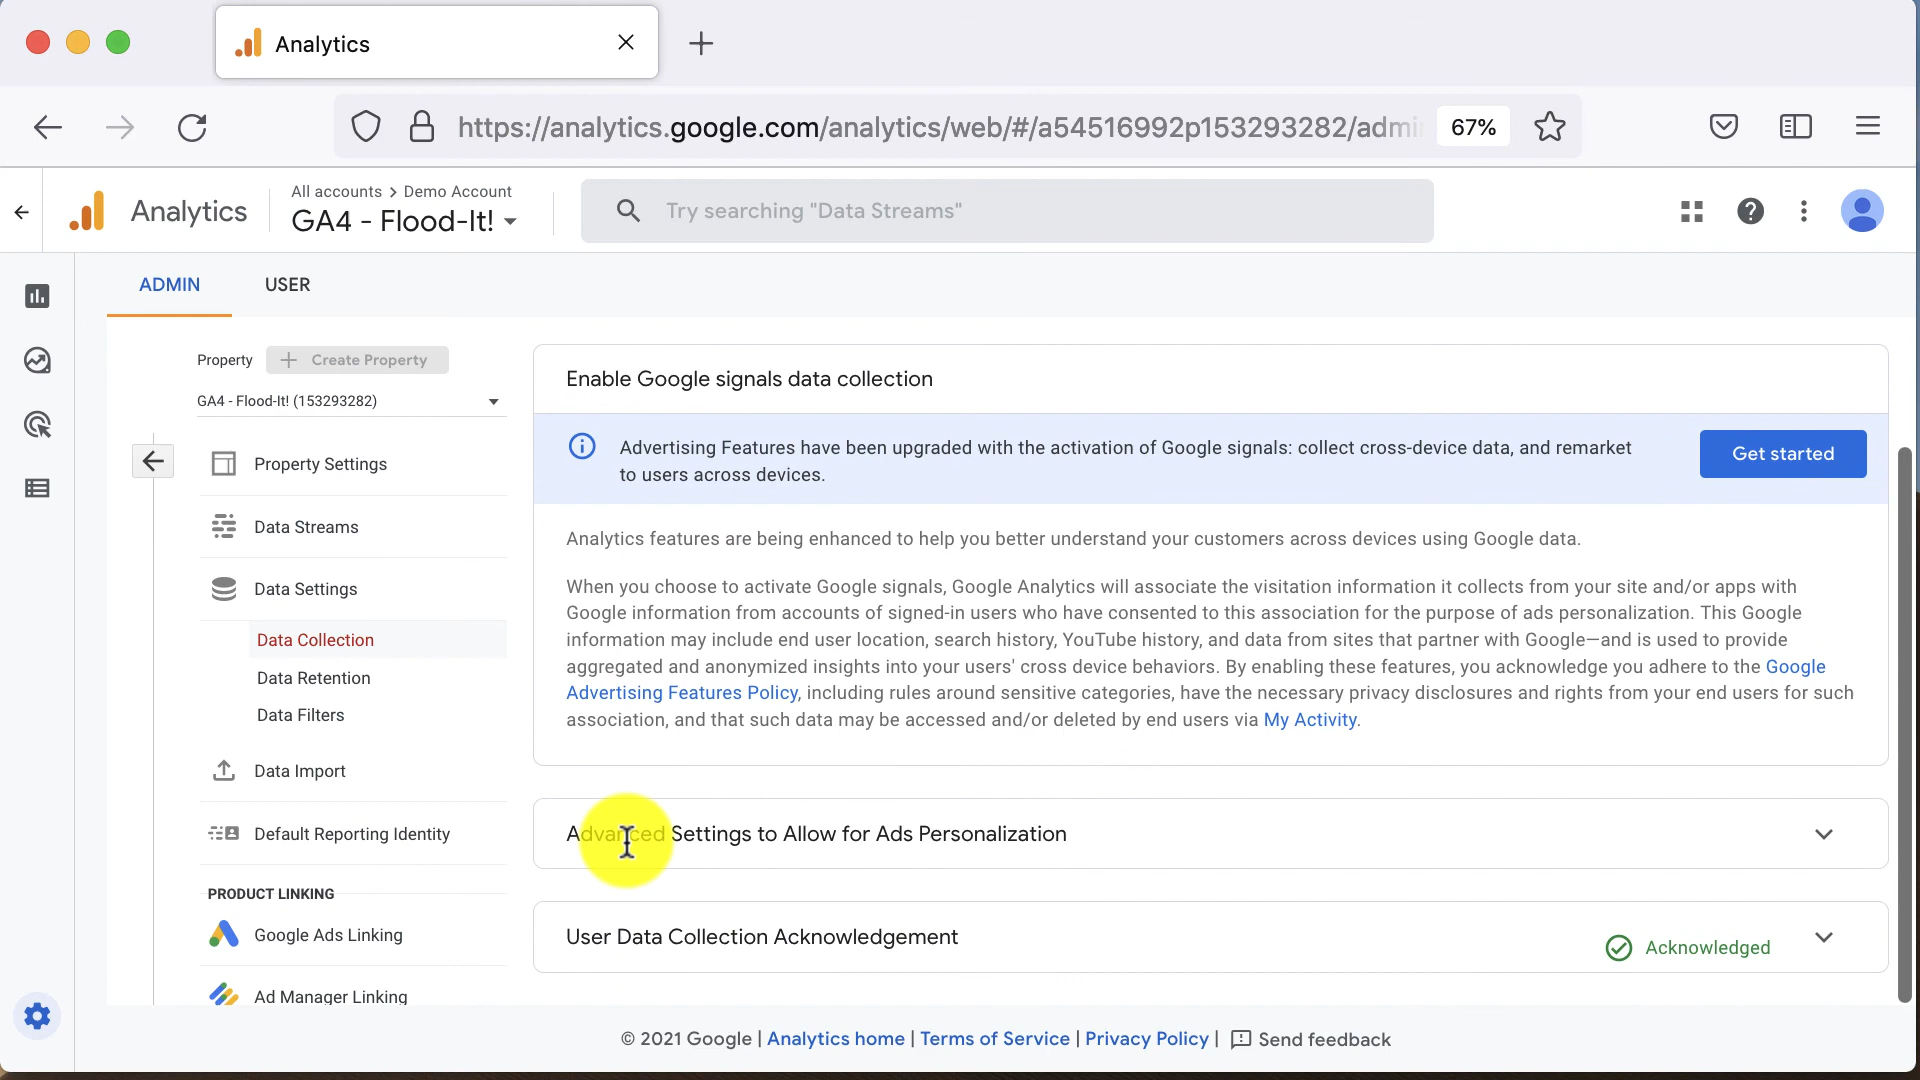 Analytics
https://analytics.google.com/analytics/web/#/a54516992p153293282/admi
67%
Analytics
All accounts > Demo Account
GA4 - Flood-It!
Try searching "Data Streams"
ADMIN
USER
Property
Create Property
GA4 - Flood-It! (153293282)
Property Settings
Data Streams
Data Settings
Data Collection
Data Retention
Data Filters
Data Import
Default Reporting Identity
PRODUCT LINKING
Google Ads Linking
Ad Manager Linking
Enable Google signals data collection
Advertising Features have been upgraded with the activation of Google signals: collect cross-device data, and remarket
to users across devices.
Get started
Analytics features are being enhanced to help you better understand your customers across devices using Google data.
When you choose to activate Google signals, Google Analytics will associate the visitation information it collects from your site and/or apps with
Google information from accounts of signed-in users who have consented to this association for the purpose of ads personalization. This Google
information may include end user location, search history, YouTube history, and data from sites that partner with Google—and is used to provide
aggregated and anonymized insights into your users' cross device behaviors. By enabling these features, you acknowledge you adhere to the Google
Advertising Features Policy, including rules around sensitive categories, have the necessary privacy disclosures and rights from your end users for such
association, and that such data may be accessed and/or deleted by end users via My Activity.
Advanced Settings to Allow for Ads Personalization
User Data Collection Acknowledgement
Acknowledged
© 2021 Google | Analytics home | Terms of Service | Privacy Policy | Send feedback